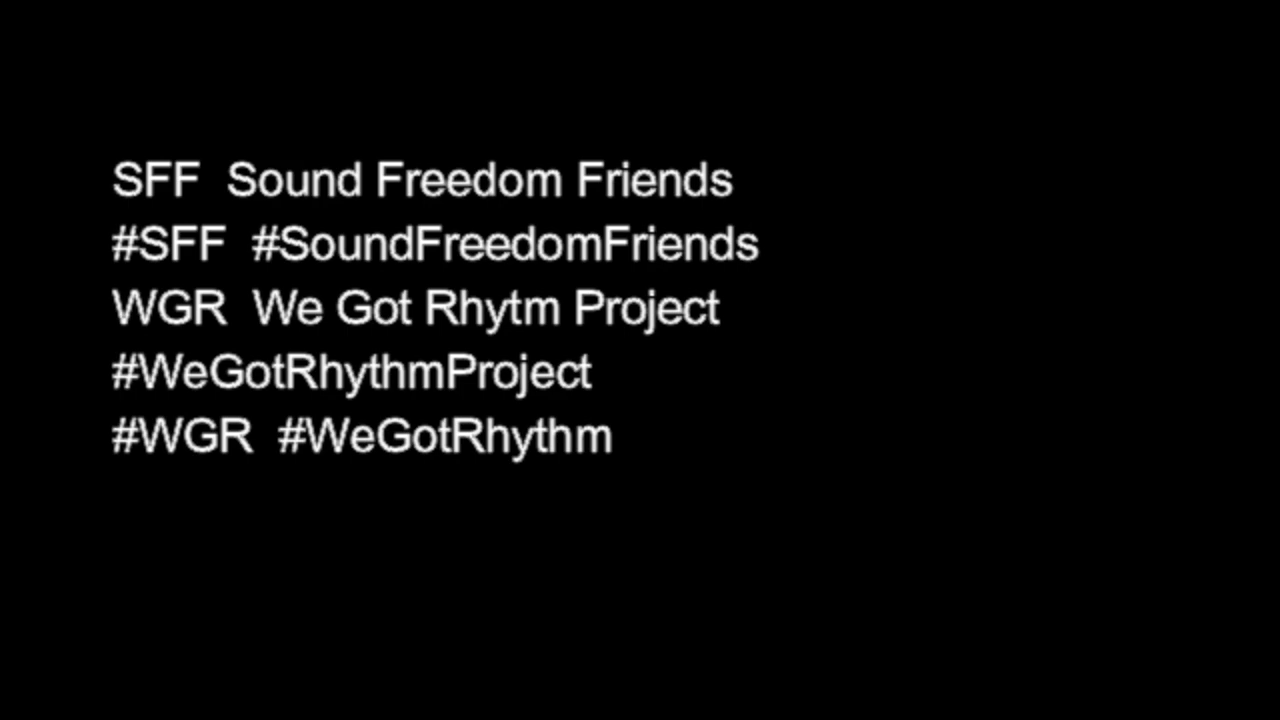 SFF  Sound Freedom Friends
#SFF  #SoundFreedomFriends
WGR  We Got Rhytm Project
#WeGotRhythmProject
#WGR  #WeGotRhythm